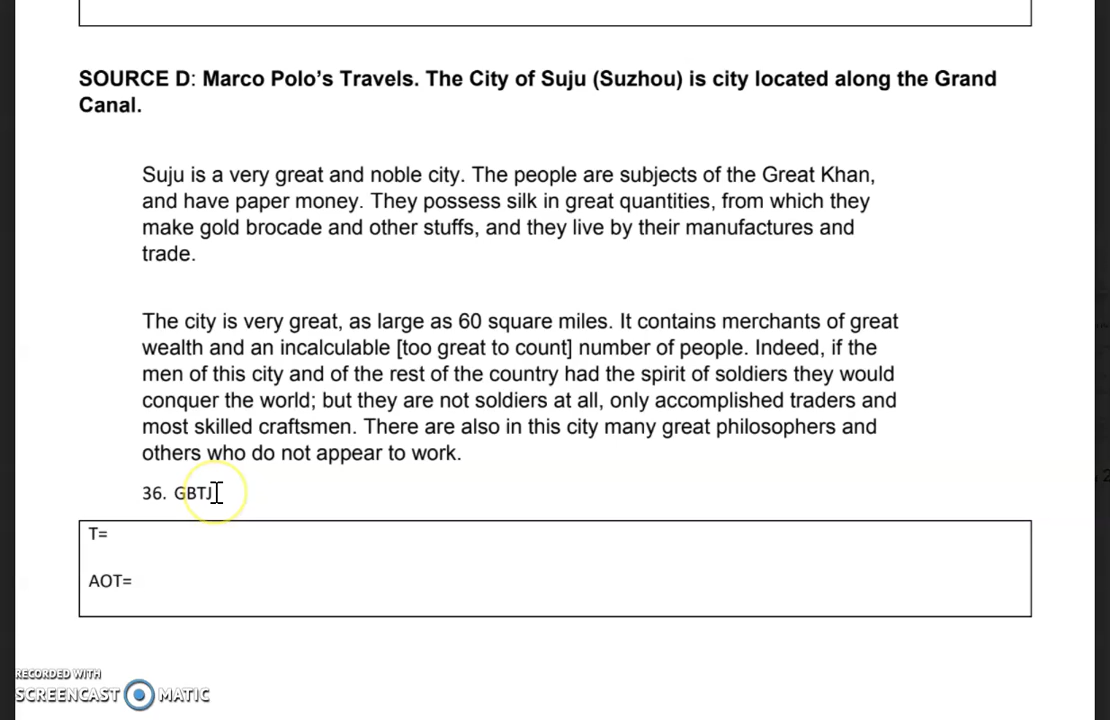 SOURCE D: Marco Polo’s Travels. The City of Suju (Suzhou) is city located along the Grand
Canal.
Suju is a very great and noble city. The people are subjects of the Great Khan,
and have paper money. They possess silk in great quantities, from which they
make gold brocade and other stuffs, and they live by their manufactures and
trade.
The city is very great, as large as 60 square miles. It contains merchants of great
wealth and an incalculable [too great to count] number of people. Indeed, if the
men of this city and of the rest of the country had the spirit of soldiers they would
conquer the world; but they are not soldiers at all, only accomplished traders and
most skilled craftsmen. There are also in this city many great philosophers and
others who do not appear to work.
36. GBTJ
T=
AOT=
RECORDED WITH
SCREENCAST MATIC